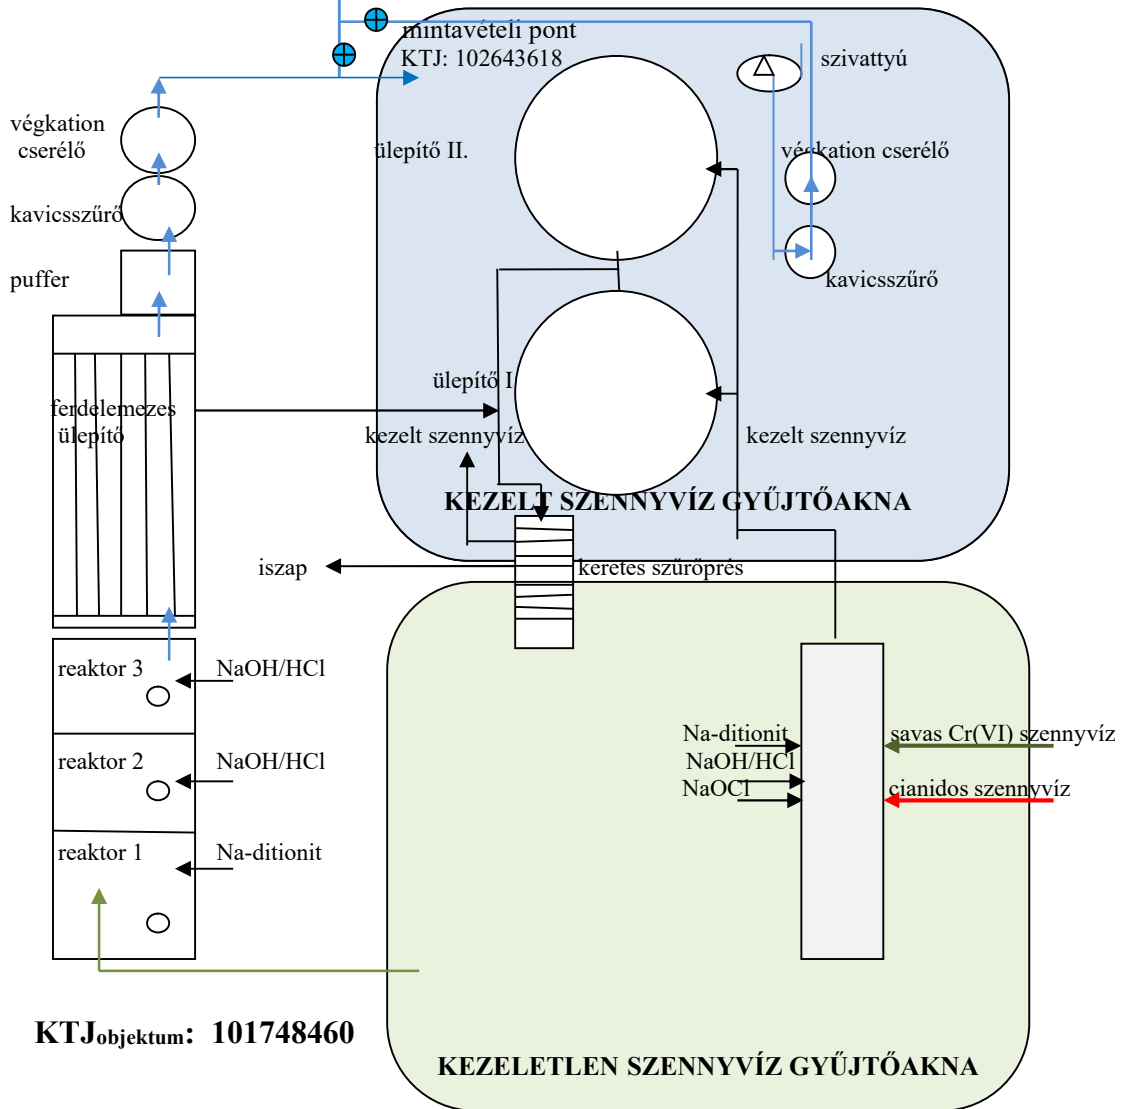 mintavételi pont
KTJ: 102643618
szivattyú
végkation
cserélő
ülepítő II.
végkation cserélő
kavicsszűrő
puffer
kavicsszűrő
ülepítő I
ferdelemezes
ülepítő
kezelt szennyvíz
kezelt szennyvíz
KEZELT SZENNYVÍZ GYŰJTŐAKNA
iszap
keretes szűrőprés
reaktor 3
NaOH/HCl
reaktor 2
NaOH/HCl
reaktor 1
Na-ditionit
Na-ditionit
NaOH/HCl
NaOCl
savas Cr(VI) szennyvíz
cianidos szennyvíz
KTJobjektum: 101748460
KEZELETLEN SZENNYVÍZ GYŰJTŐAKNA